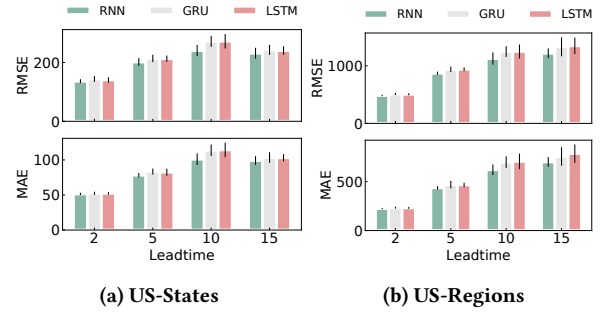 RNN GRU LSTM
RMSE
200
0
MAE
100
50
0
2 5 10 15
Leadtime
(a) US-States
RNN GRU LSTM
RMSE
1000
0
MAE
500
0
2 5 10 15
Leadtime
(b) US-Regions